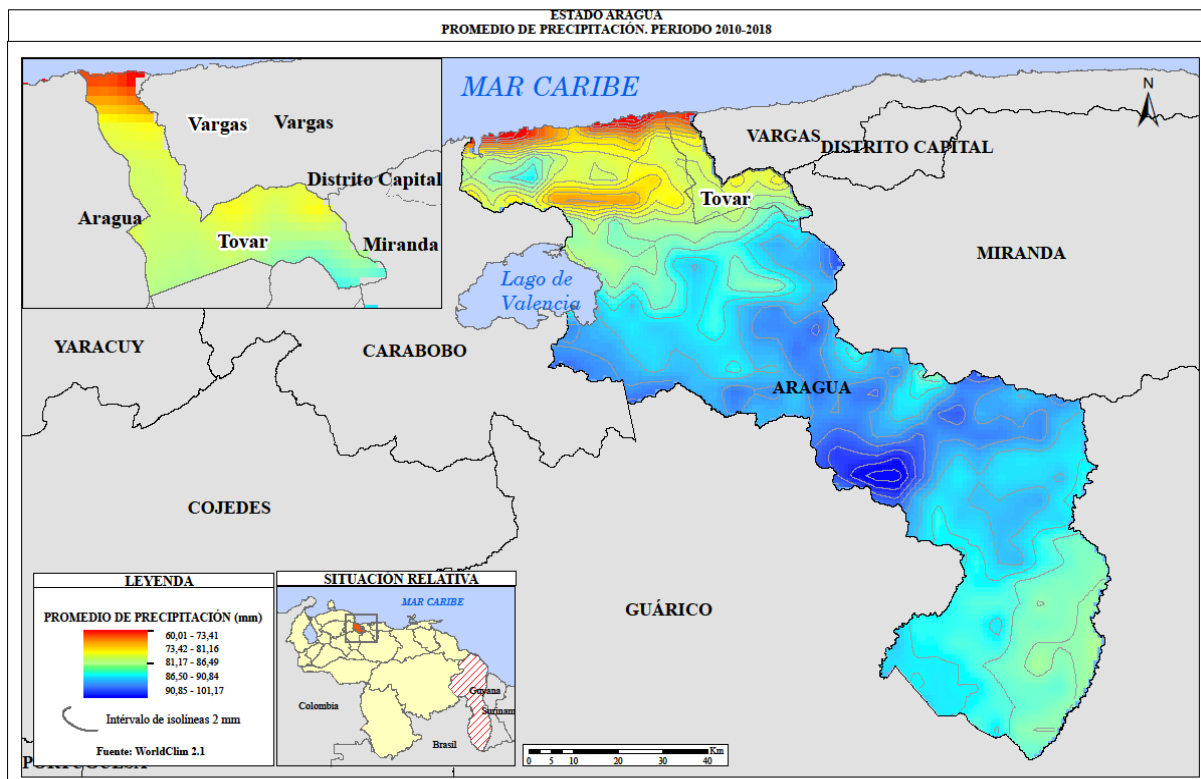 ESTADO ARAGUA
PROMEDIO DE PRECIPITACIÓN. PERIODO 2010-2018
MAR CARIBE
N
Vargas
Vargas
VARGAS
DISTRITO CAPITAL
Distrito Capital
Aragua
Tovar
Miranda
Tovar
MIRANDA
Lago de
Valencia
YARACUY
CARABOBO
ARAGUA
COJEDES
GUÁRICO
LEYENDA
PROMEDIO DE PRECIPITACIÓN (mm)
60,01 - 73,41
73,42 - 81,16
81,17 - 86,49
86,50 - 90,84
90,85 - 101,17
Intérvalo de isolíneas 2 mm
Fuente: WorldClim 2.1
SITUACIÓN RELATIVA
MAR CARIBE
Guyana
Surinam
Colombia
Brasil
Km
0 5 10 20 30 40
PORTUGUESA